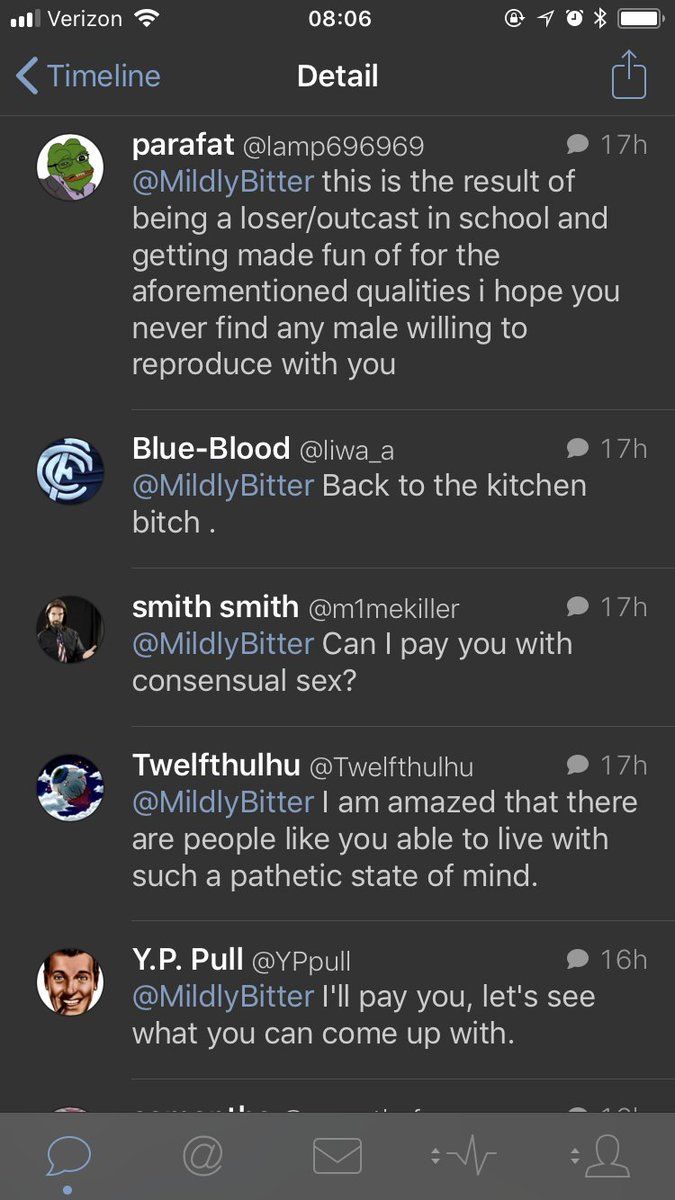 Verizon 08:06
Timeline Detail
parafat @lamp696969 17h
@MildlyBitter this is the result of
being a loser/outcast in school and
getting made fun of for the
aforementioned qualities i hope you
never find any male willing to
reproduce with you
Blue-Blood @liwa_a 17h
@MildlyBitter Back to the kitchen
bitch .
smith smith @m1mekiller 17h
@MildlyBitter Can I pay you with
consensual sex?
Twelfthulhu @Twelfthulhu 17h
@MildlyBitter I am amazed that there
are people like you able to live with
such a pathetic state of mind.
Y.P. Pull @YPpull 16h
@MildlyBitter I'll pay you, let's see
what you can come up with.